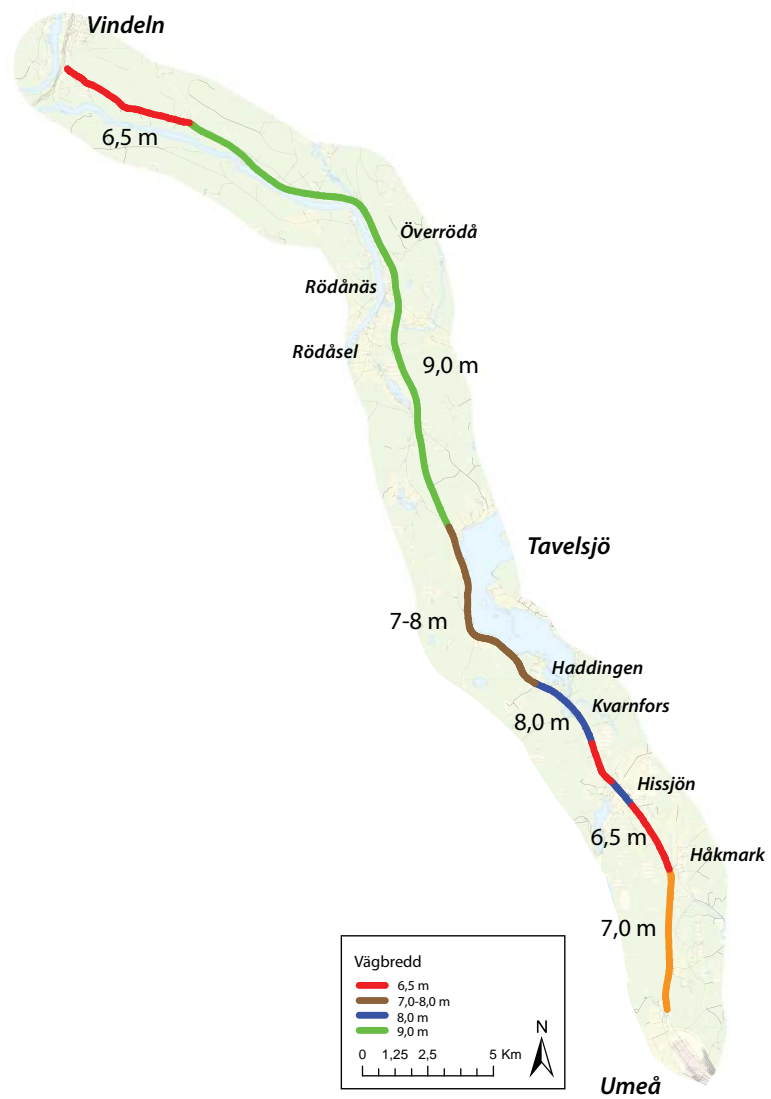 Vindeln
6,5 m
Överrödå
Rödånäs
Rödåsel
9,0 m
Tavelsjö
7-8 m
Haddingen
Kvarnfors
8,0 m
Hissjön
6,5 m
Håkmark
7,0 m
Vägbredd
6,5 m
7,0-8,0 m
8,0 m
9,0 m
N
0 1,25 2,5 5 Km
Umeå